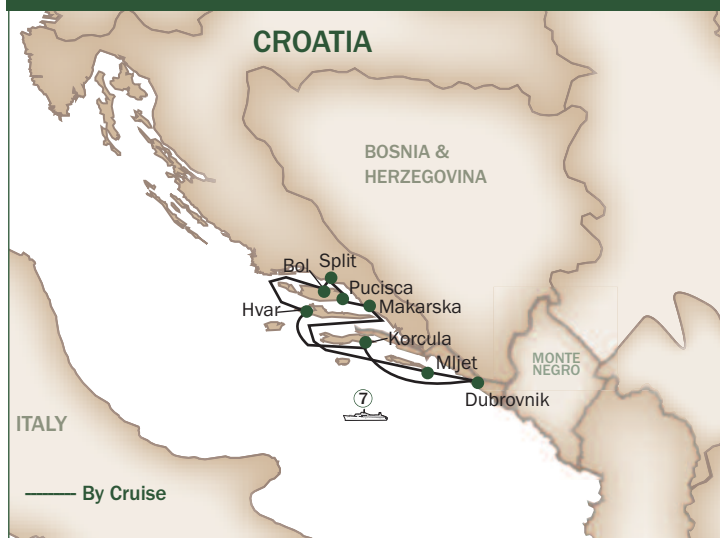 CROATIA
BOSNIA &
HERZEGOVINA
Bol
Split
Pucisca
Hvar
Makarska
Korcula
Mljet
MONTE
NEGRO
Dubrovnik
7
ITALY
By Cruise